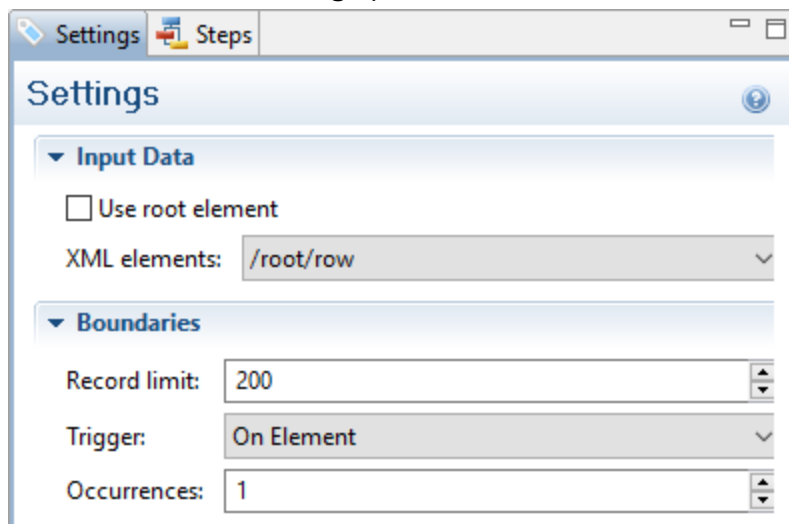 Settings Steps
Settings
Input Data
Use root element
XML elements: /root/row
Boundaries
Record limit: 200
Trigger: On Element
Occurrences: 1